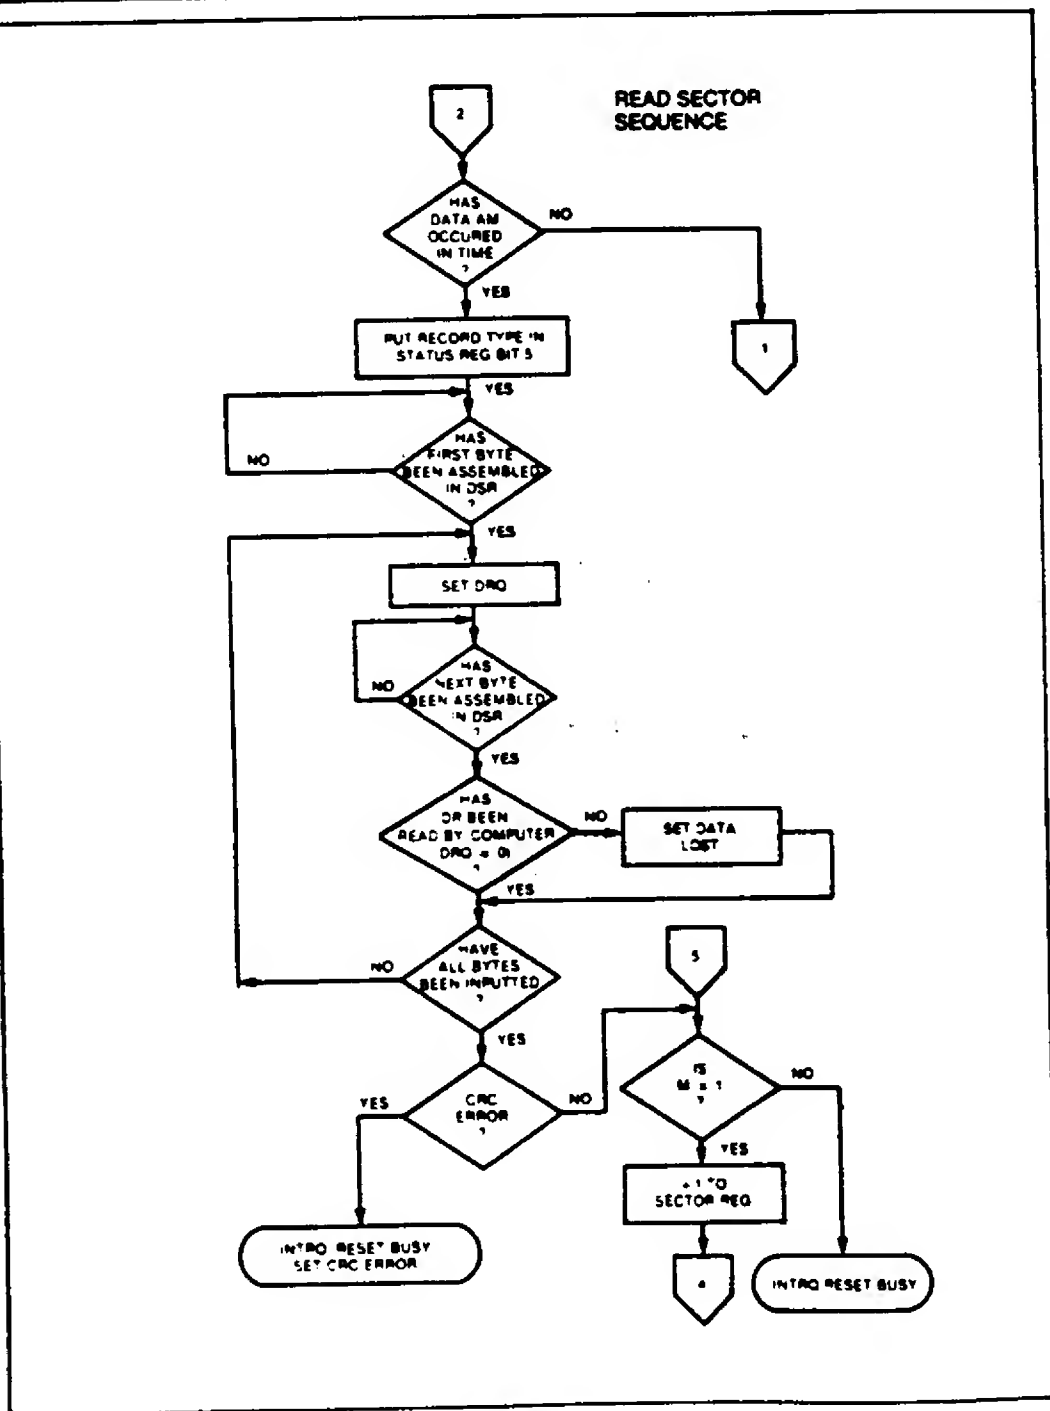 READ SECTOR
SEQUENCE
2
HAS
DATA AM
OCCURED
IN TIME
?
NO
YES
1
PUT RECORD TYPE IN
STATUS REG BIT 5
YES
HAS
FIRST BYTE
BEEN ASSEMBLED
IN DSR
?
NO
YES
SET DRQ
HAS
NEXT BYTE
BEEN ASSEMBLED
IN DSR
?
NO
YES
HAS
DR BEEN
READ BY COMPUTER
DRQ = 0)
?
NO
SET DATA
LOST
YES
HAVE
ALL BYTES
BEEN INPUTTED
?
NO
YES
5
CRC
ERROR
?
YES
NO
IS
M = 1
?
NO
YES
+ 1 TO
SECTOR REG
INTRQ RESET BUSY
SET CRC ERROR
4
INTRQ RESET BUSY